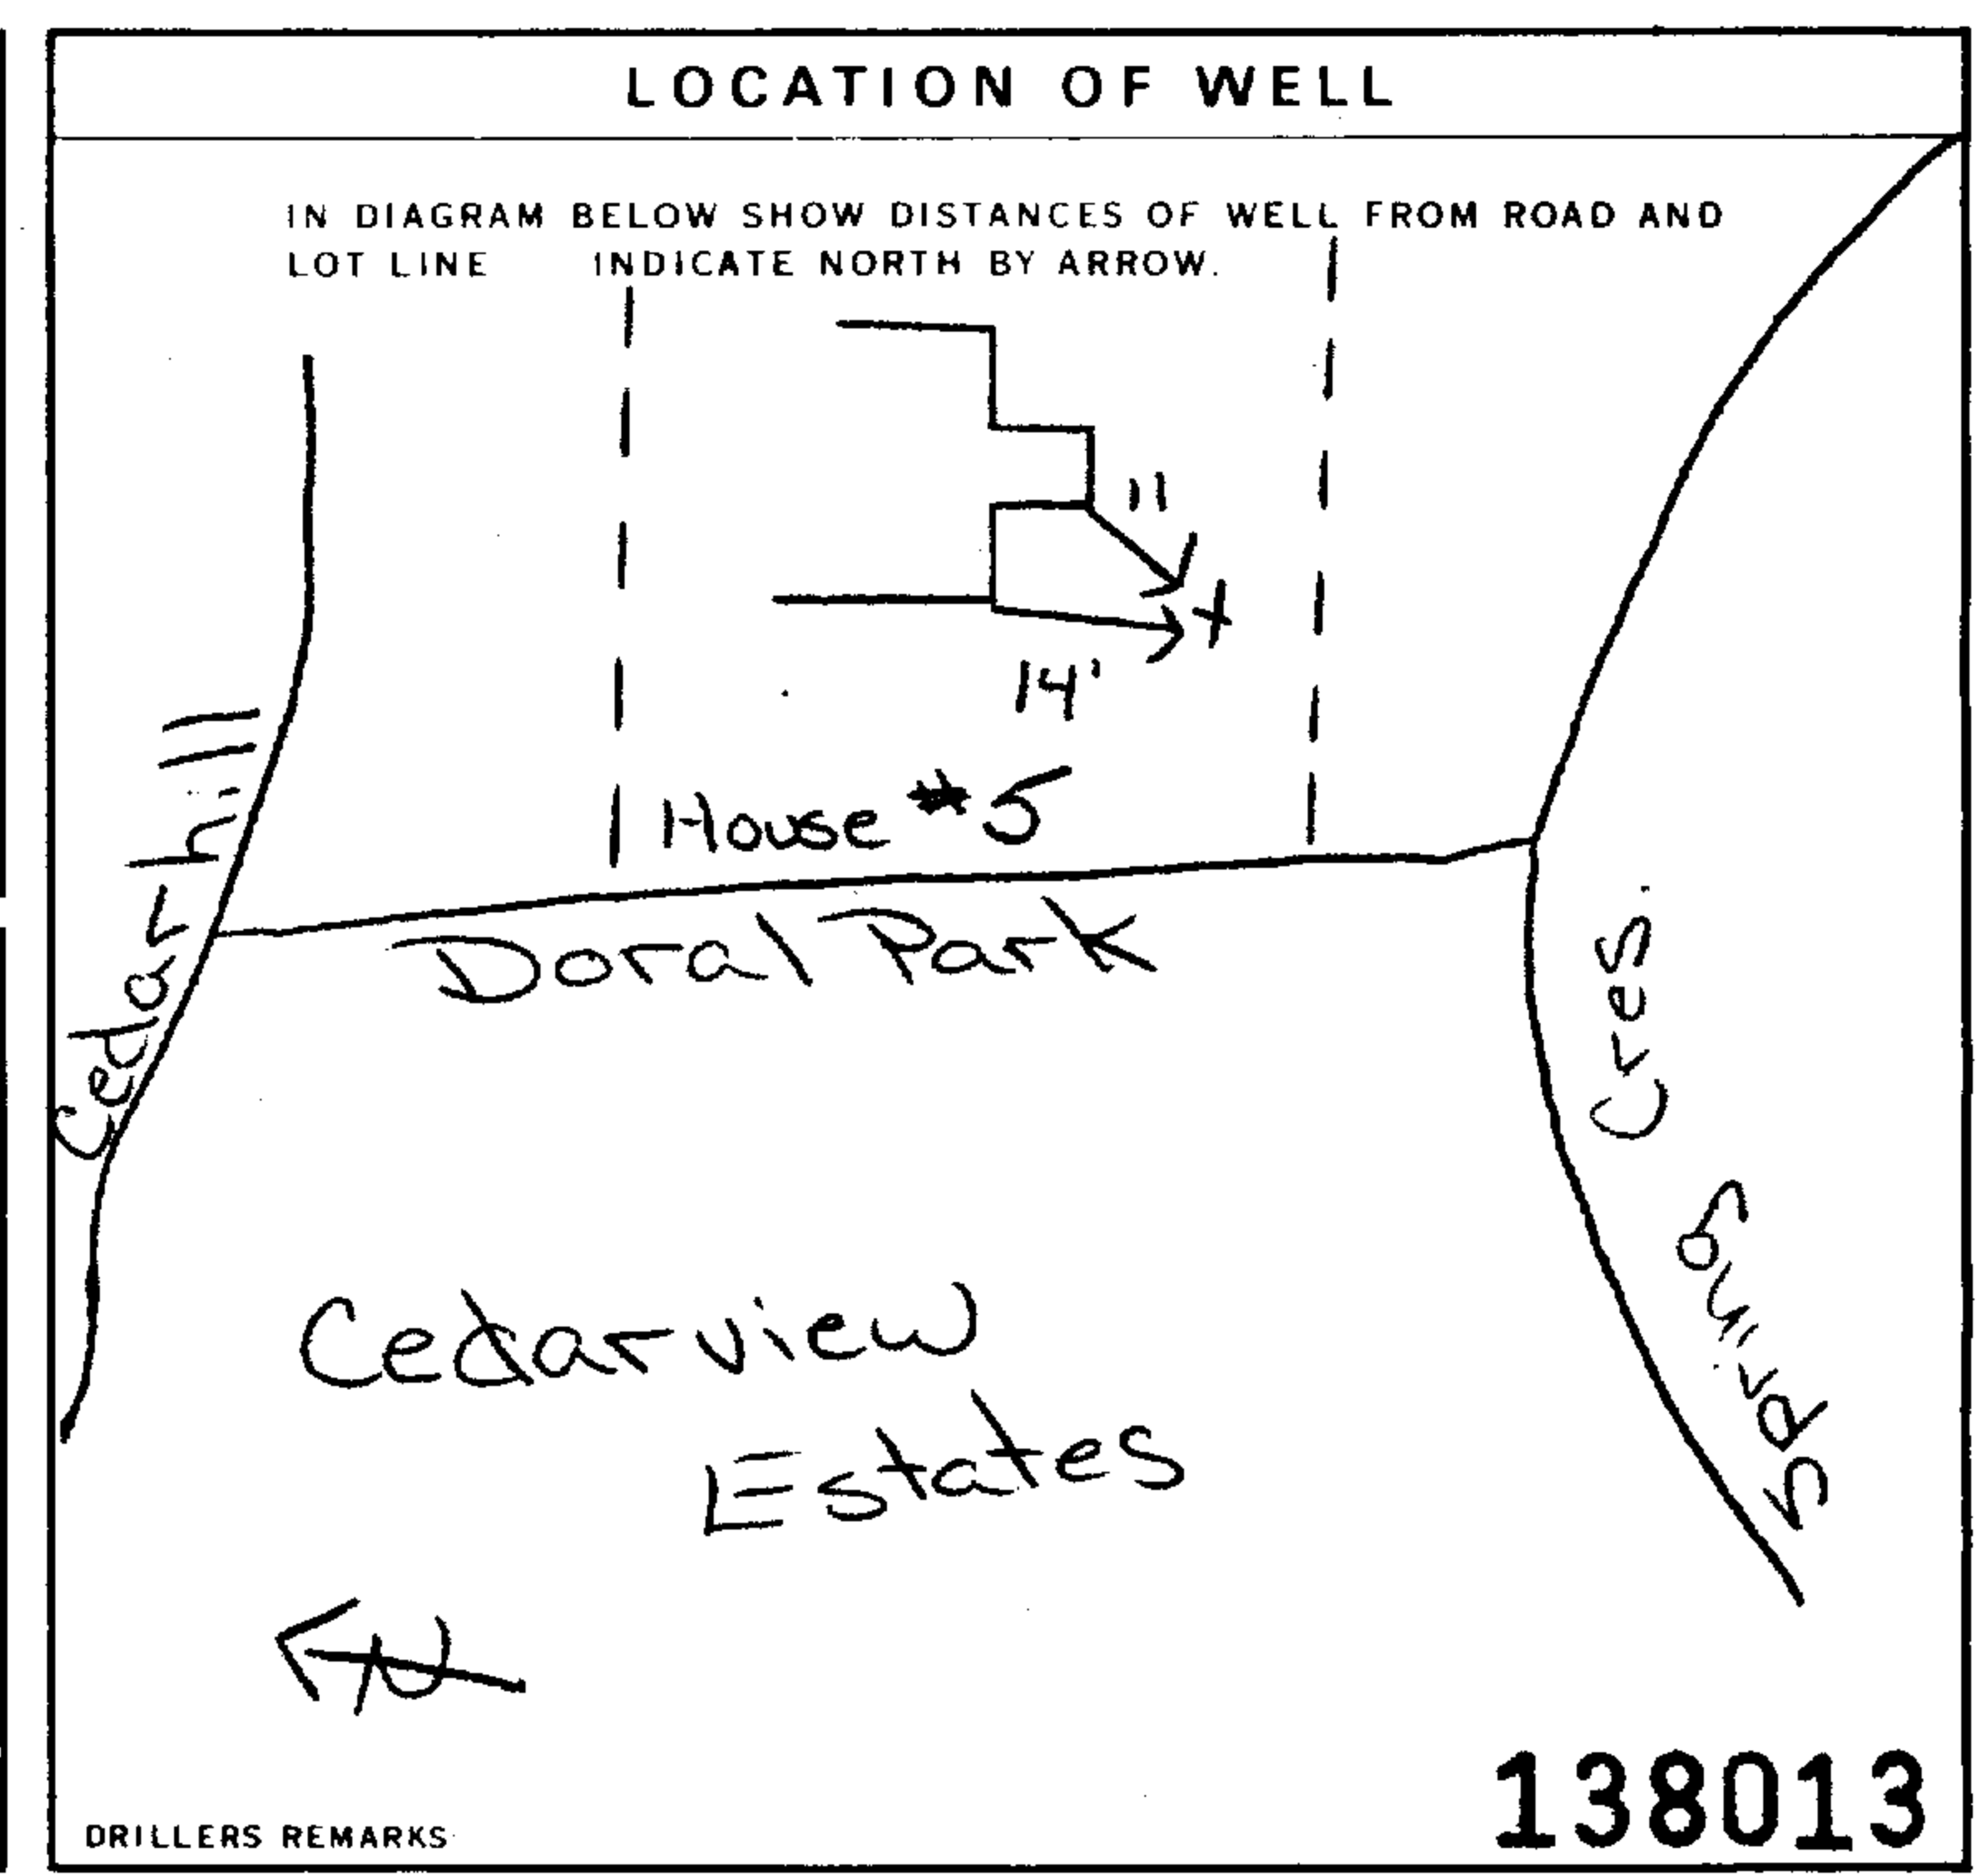 LOCATION OF WELL
IN DIAGRAM BELOW SHOW DISTANCES OF WELL FROM ROAD AND
LOT LINE INDICATE NORTH BY ARROW.
11
14'
House #5
Cedarhill
Doral Park
Cres.
Springs
Cedarview
Estates
N
DRILLERS REMARKS
138013